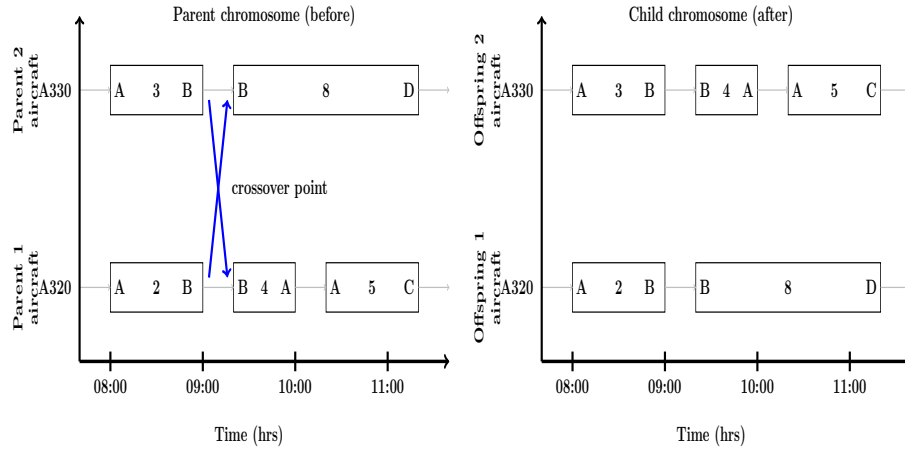 Parent chromosome (before)
Parent 2
aircraft
A330
A 3 B
B 8 D
crossover point
Parent 1
aircraft
A320
A 2 B
B 4 A
A 5 C
08:00 09:00 10:00 11:00
Time (hrs)
Child chromosome (after)
Offspring 2
aircraft
A330
A 3 B
B 4 A
A 5 C
Offspring 1
aircraft
A320
A 2 B
B 8 D
08:00 09:00 10:00 11:00
Time (hrs)